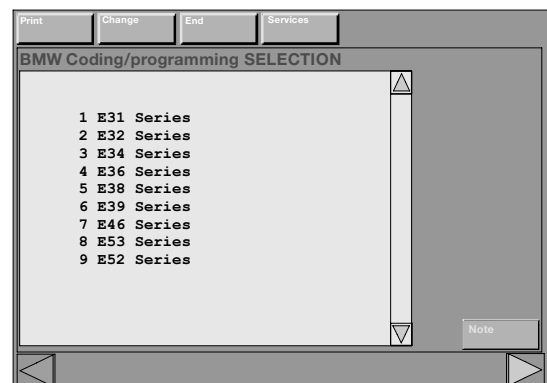 Print Change End Services
BMW Coding/programming SELECTION
1 E31 Series
2 E32 Series
3 E34 Series
4 E36 Series
5 E38 Series
6 E39 Series
7 E46 Series
8 E53 Series
9 E52 Series
Note